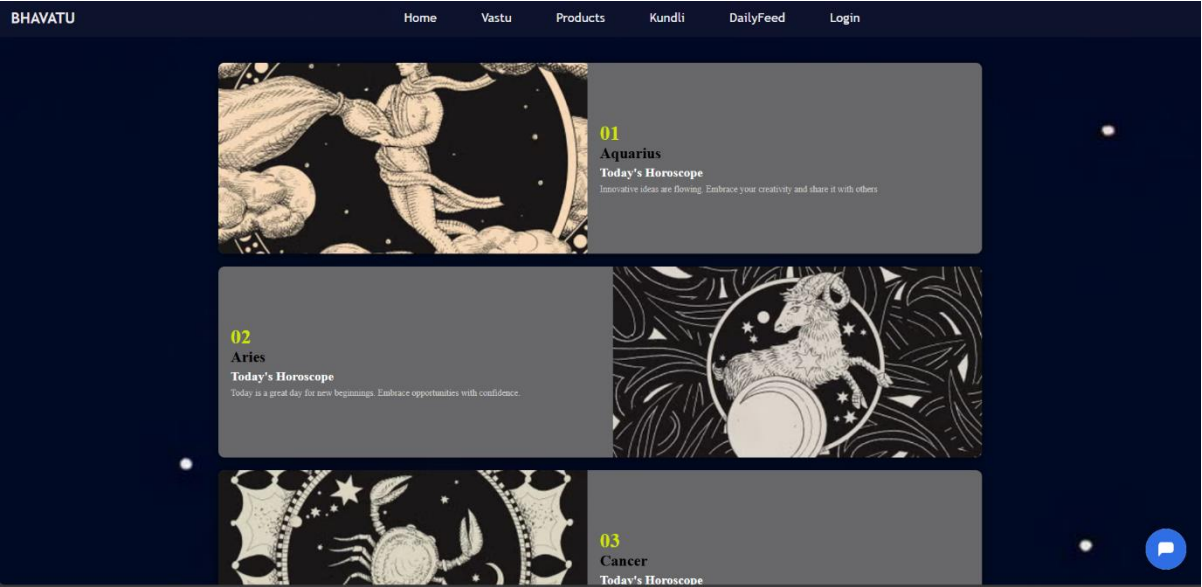 BHAVATU
Home Vastu Products Kundli DailyFeed Login
01
Aquarius
Today's Horoscope
Innovative ideas are flowing. Embrace your creativity and share it with others
02
Aries
Today's Horoscope
Today is a great day for new beginnings. Embrace opportunities with confidence.
03
Cancer
Today's Horoscope